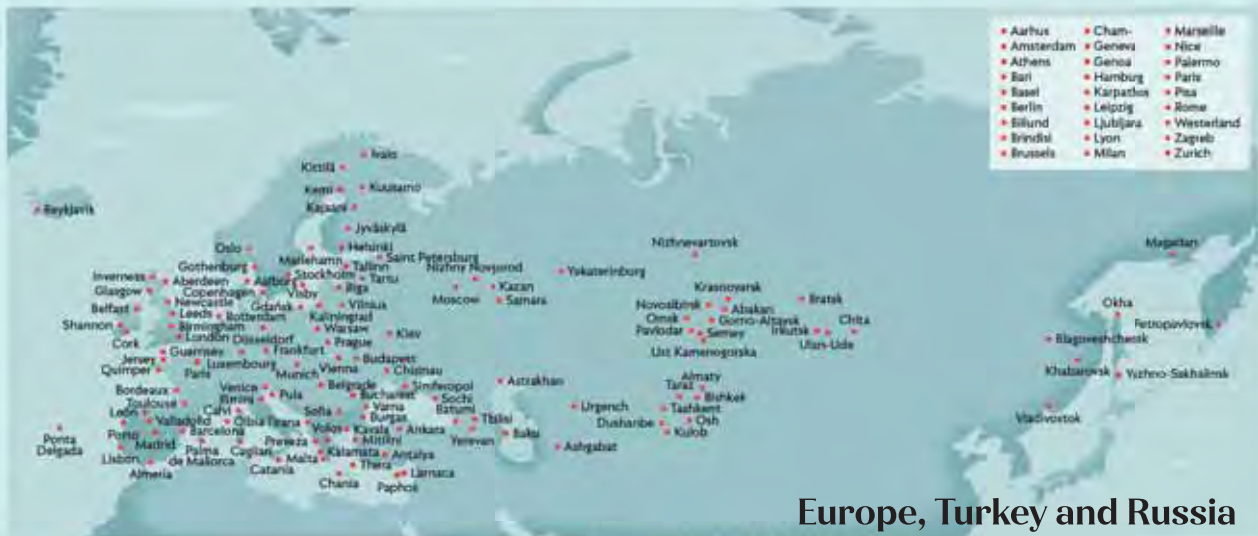 Aarhus
Amsterdam
Athens
Bari
Basel
Berlin
Billund
Brindisi
Brussels
Cham-
Geneva
Genoa
Hamburg
Karpathos
Leipzig
Ljubljara
Lyon
Milan
Marseille
Nice
Palermo
Paris
Pisa
Rome
Westerland
Zagreb
Zurich
Ivalo
Kittilä
Kemi
Kuusamo
Kajaani
Reykjavik
Jyväskylä
Oslo
Helsinki
Mariehamn
Saint Petersburg
Nizhnevartovsk
Magadan
Gothenburg
Tallinn
Nizhny Novgorod
Yekaterinburg
Inverness
Aberdeen
Aalborg
Stockholm
Tartu
Glasgow
Copenhagen
Visby
Riga
Moscow
Kazan
Krasnoyarsk
Belfast
Newcastle
Gdańsk
Vilnius
Samara
Novosibirsk
Abakan
Bratsk
Okha
Leeds
Rotterdam
Kaliningrad
Omsk
Gorno-Altaysk
Chita
Petropavlovsk
Shannon
Birmingham
Warsaw
Kiev
Pavlodar
Semey
Irkutsk
Cork
London
Düsseldorf
Prague
Ust Kamenogorska
Ulan-Ude
Blagoveshchensk
Jersey
Guernsey
Frankfurt
Budapest
Quimper
Paris
Luxembourg
Munich
Vienna
Chisinau
Almaty
Khabarovsk
Yuzhno-Sakhalinsk
Bordeaux
Venice
Pula
Belgrade
Bucharest
Simferopol
Astrakhan
Taraz
Bishkek
Toulouse
Rimini
Varna
Sochi
León
Calvi
Sofia
Burgas
Batumi
Tbilisi
Urgench
Tashkent
Vladivostok
Ponta
Delgada
Porto
Valladolid
Barcelona
Olbia
Tirana
Volos
Kavala
Ankara
Yerevan
Baku
Dushanbe
Osh
Kulob
Madrid
Palma
de Mallorca
Cagliari
Preveza
Mitilini
Ashgabat
Lisbon
Almeria
Catania
Malta
Kalamata
Antalya
Thera
Chania
Larnaca
Paphos
Europe, Turkey and Russia